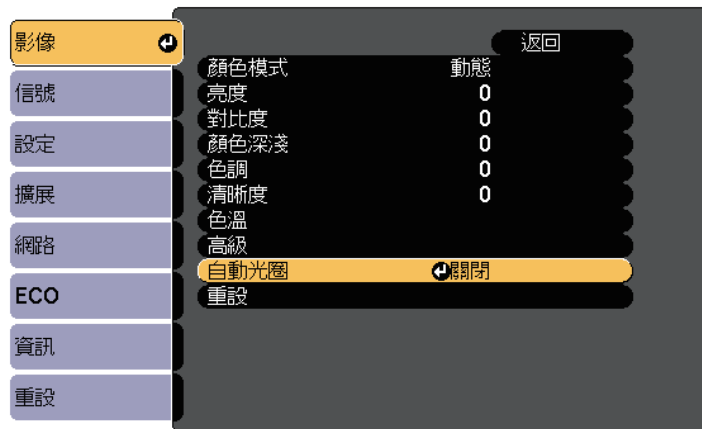 影像
信號
設定
擴展
網路
ECO
資訊
重設
返回
顏色模式 動態
亮度 0
對比度 0
顏色深淺 0
色調 0
清晰度 0
色溫
高級
自動光圈 關閉
重設